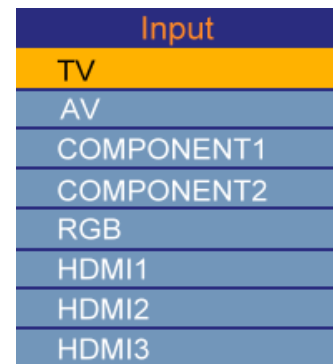 Input
TV
AV
COMPONENT1
COMPONENT2
RGB
HDMI1
HDMI2
HDMI3